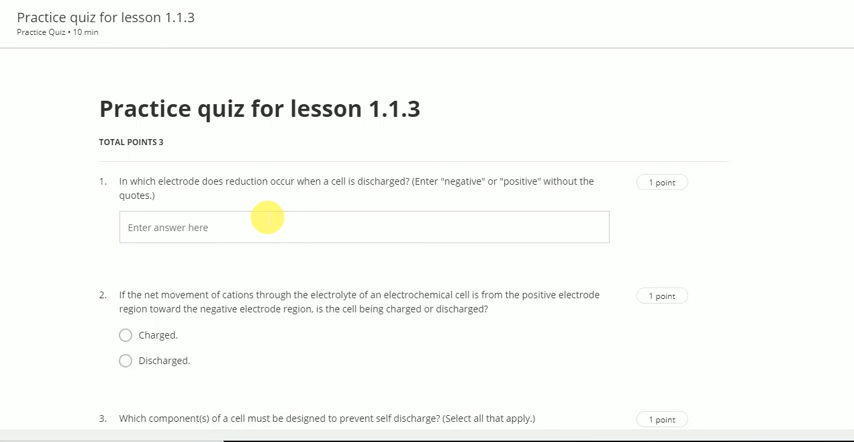 Practice quiz for lesson 1.1.3
Practice Quiz • 10 min
Practice quiz for lesson 1.1.3
TOTAL POINTS 3
1. In which electrode does reduction occur when a cell is discharged? (Enter "negative" or "positive" without the 1 point
quotes.)
Enter answer here
2. If the net movement of cations through the electrolyte of an electrochemical cell is from the positive electrode 1 point
region toward the negative electrode region, is the cell being charged or discharged?
Charged.
Discharged.
3. Which component(s) of a cell must be designed to prevent self discharge? (Select all that apply.) 1 point